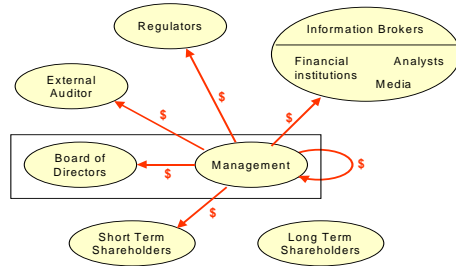 Regulators
Information Brokers
Financial
institutions
Analysts
Media
External
Auditor
$
$
$
Board of
Directors
$
Management
$
$
Short Term
Shareholders
Long Term
Shareholders